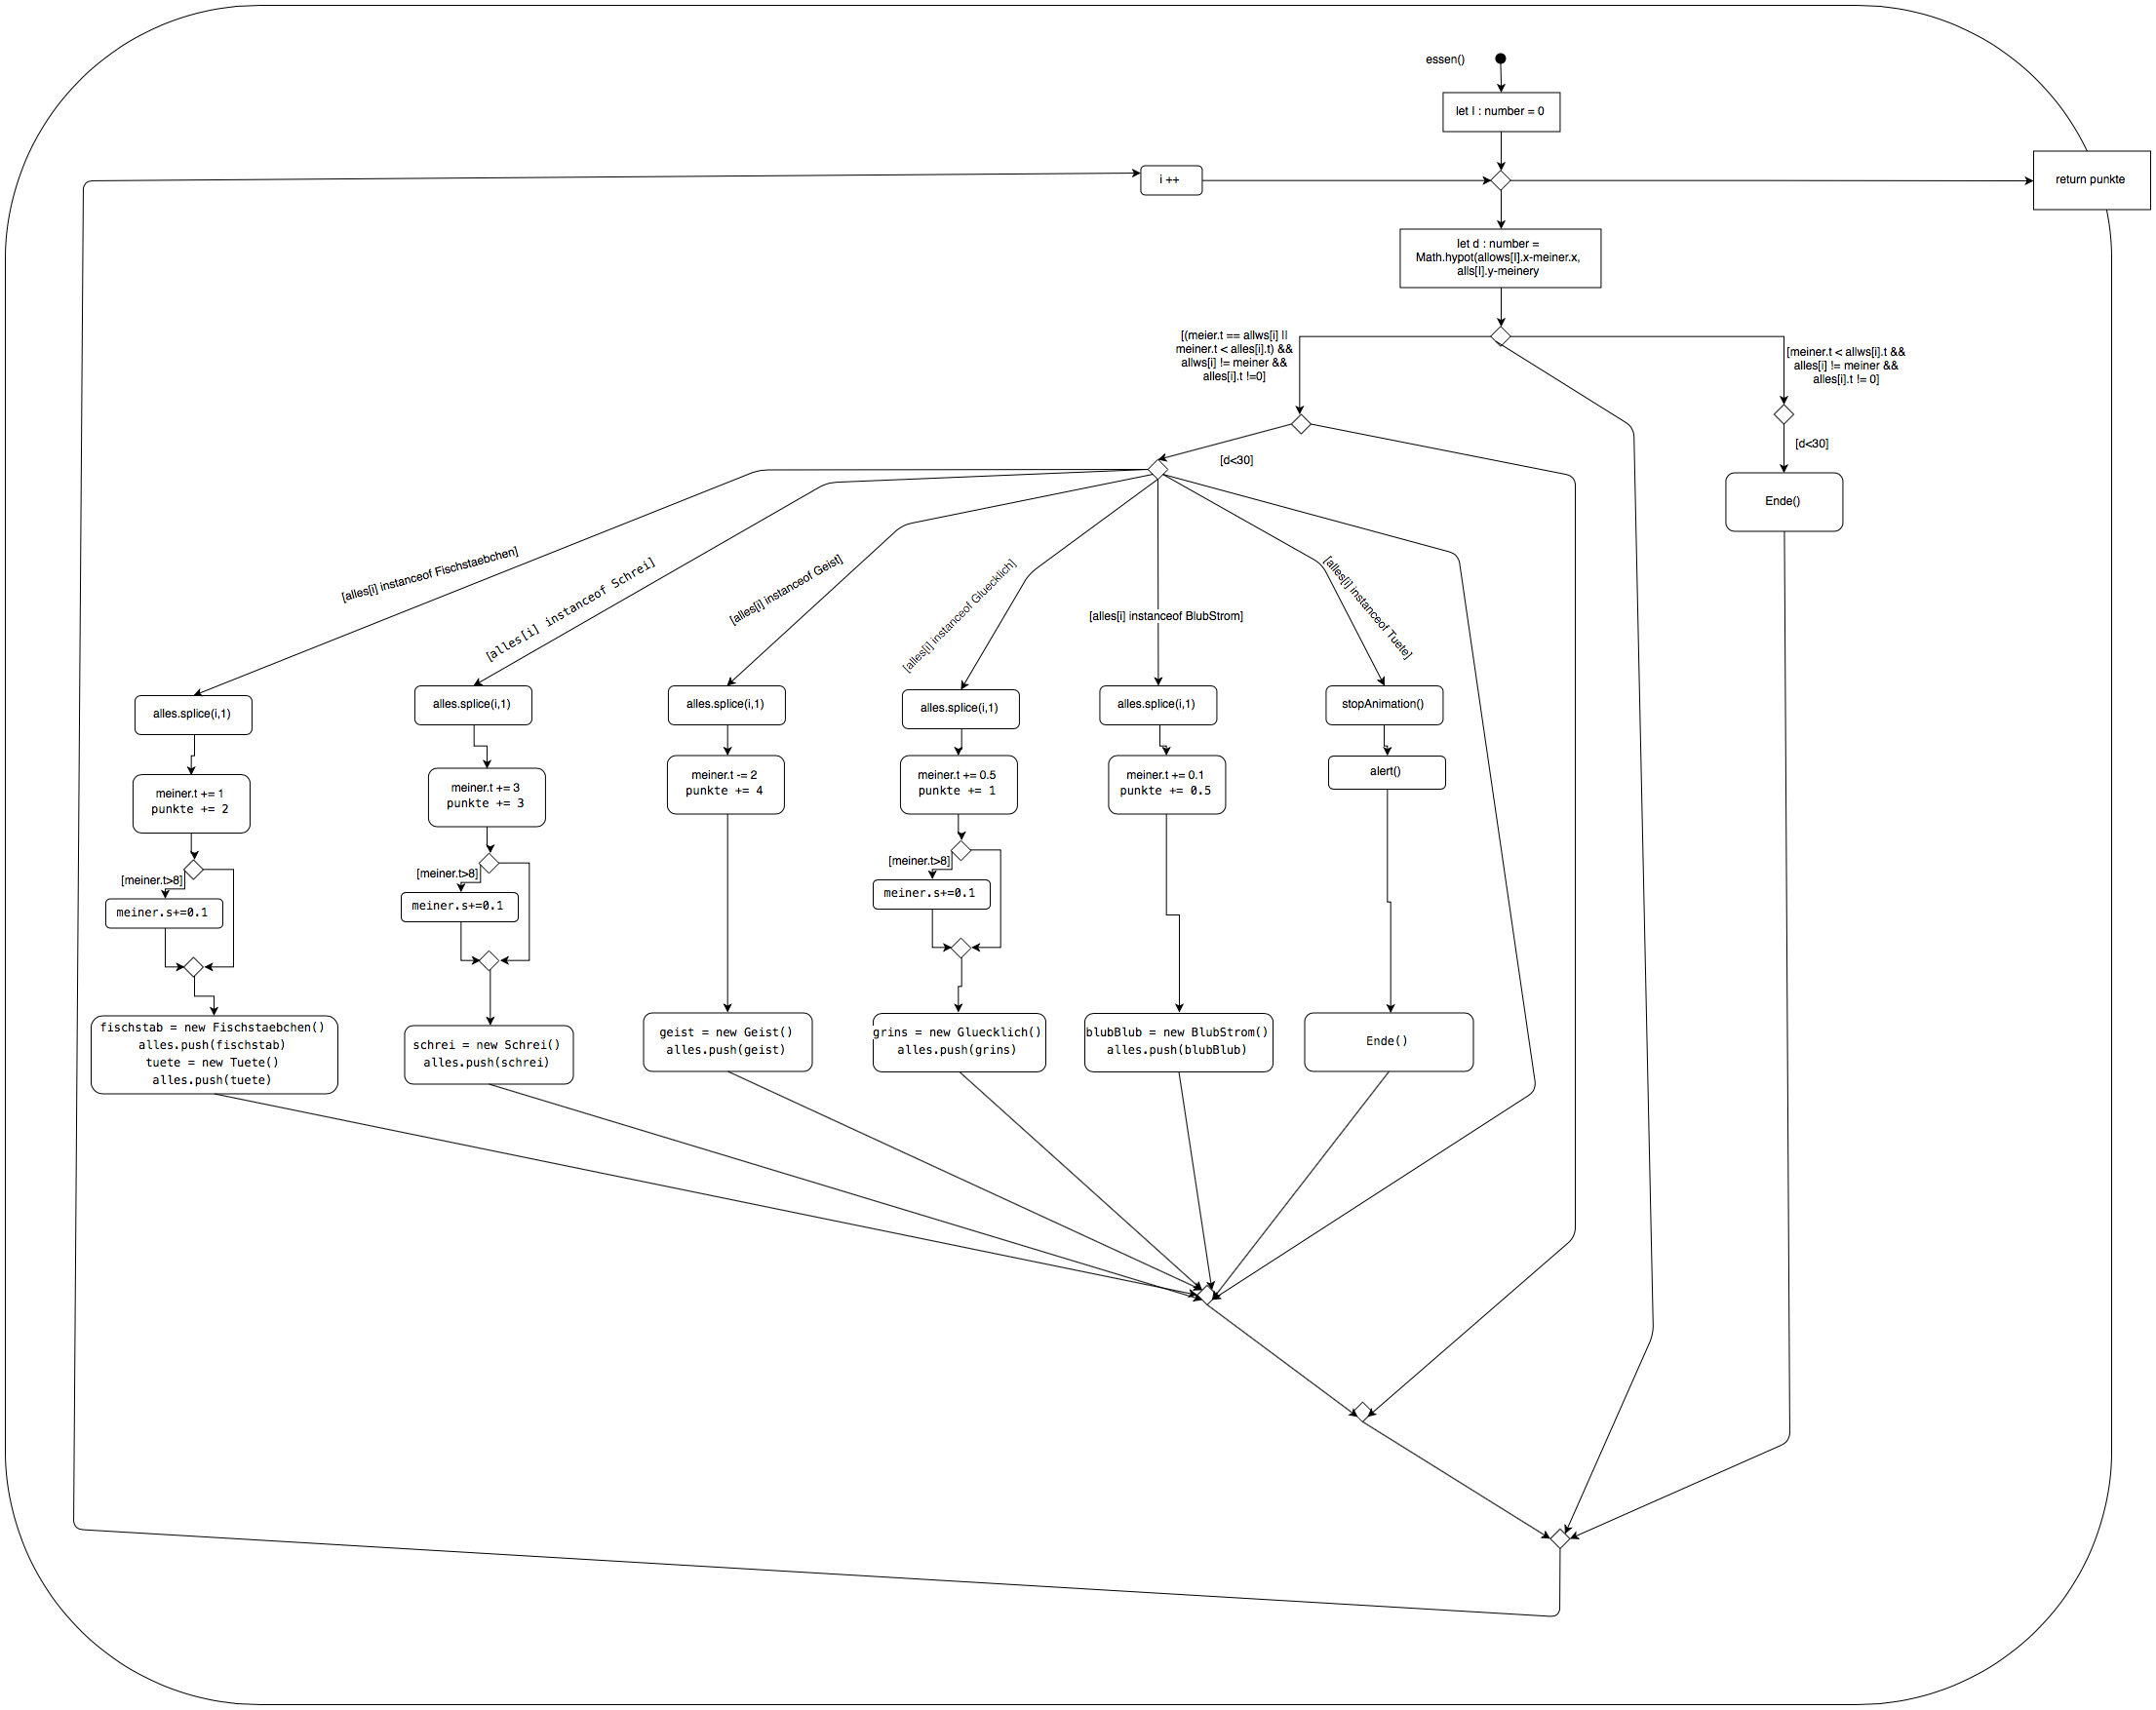 essen()
let I : number = 0
i ++
return punkte
let d : number =
Math.hypot(allows[I].x-meiner.x,
alls[I].y-meinery
[(meier.t == allws[i] ||
meiner.t < alles[i].t) &&
allws[i] != meiner &&
alles[i].t !=0]
[meiner.t < allws[i].t &&
alles[i] != meiner &&
alles[i].t != 0]
[d<30]
[d<30]
Ende()
[alles[i] instanceof Fischstaebchen]
[alles[i] instanceof Schrei]
[alles[i] instanceof Geist]
[alles[i] instanceof Gluecklich]
[alles[i] instanceof BlubStrom]
[alles[i] instanceof Tuete]
alles.splice(i,1)
alles.splice(i,1)
alles.splice(i,1)
alles.splice(i,1)
alles.splice(i,1)
stopAnimation()
meiner.t += 1
punkte += 2
meiner.t += 3
punkte += 3
meiner.t -= 2
punkte += 4
meiner.t += 0.5
punkte += 1
meiner.t += 0.1
punkte += 0.5
alert()
[meiner.t>8]
meiner.s+=0.1
[meiner.t>8]
meiner.s+=0.1
[meiner.t>8]
meiner.s+=0.1
fischstab = new Fischstaebchen()
alles.push(fischstab)
tuete = new Tuete()
alles.push(tuete)
schrei = new Schrei()
alles.push(schrei)
geist = new Geist()
alles.push(geist)
grins = new Gluecklich()
alles.push(grins)
blubBlub = new BlubStrom()
alles.push(blubBlub)
Ende()